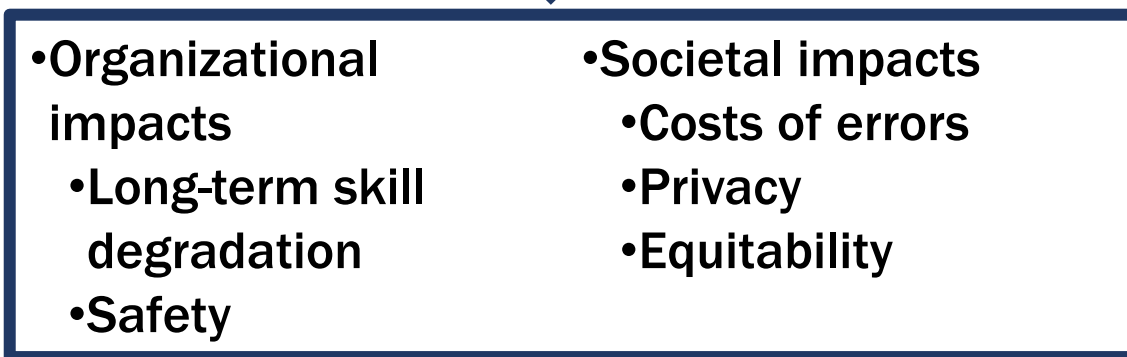 •Organizational
impacts
•Long-term skill
degradation
•Safety
•Societal impacts
•Costs of errors
•Privacy
•Equitability